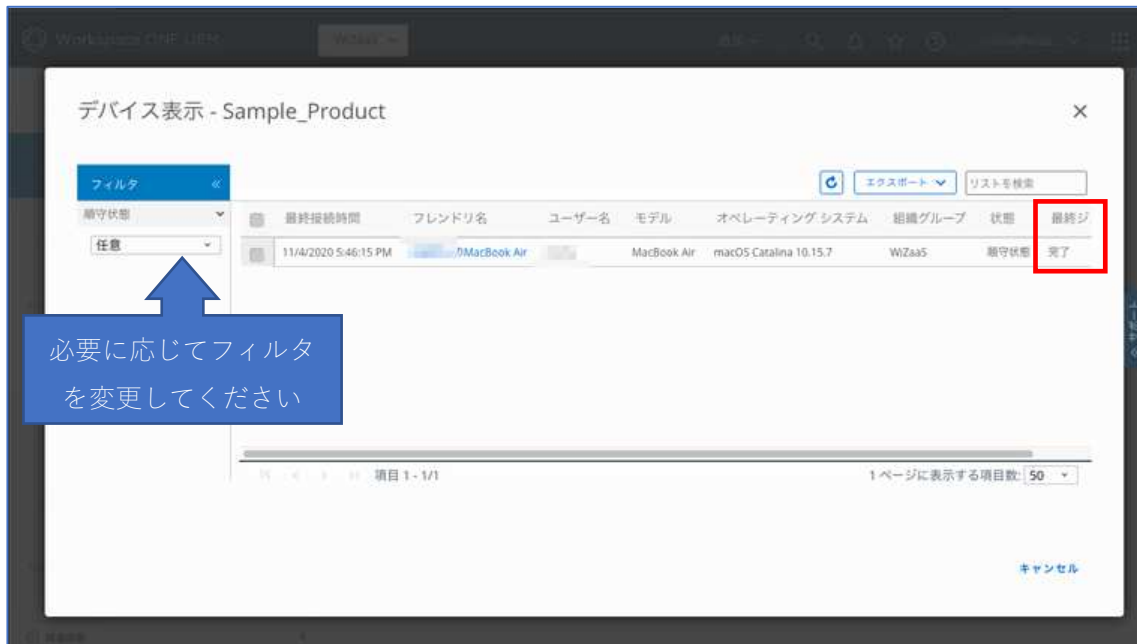 Workspace ONE UEM
WiZaaS
デバイス表示 - Sample_Product
×
フィルタ
エクスポート
リストを検索
順守状態
最終接続時間 フレンドリ名 ユーザー名 モデル オペレーティング システム 組織グループ 状態 最終ジ
任意
11/4/2020 5:46:15 PM MacBook Air MacBook Air macOS Catalina 10.15.7 WiZaaS 順守状態 完了
必要に応じてフィルタ
を変更してください
項目 1 - 1/1
1 ページに表示する項目数: 50
キャンセル